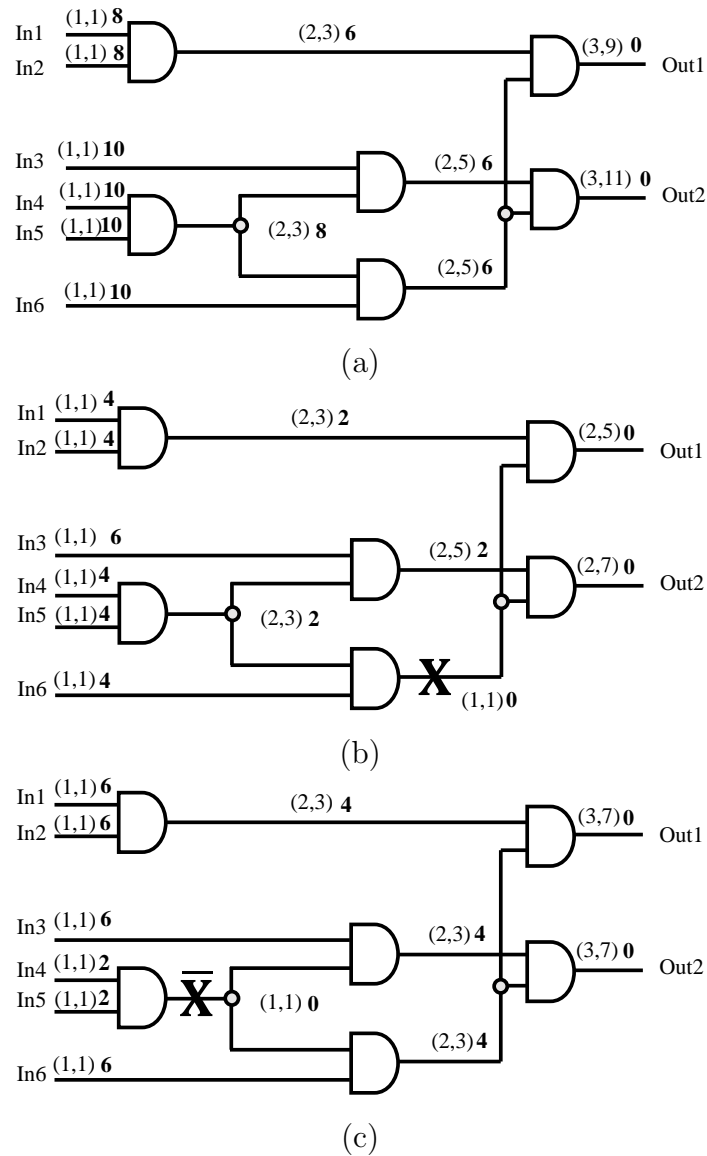 In1 (1,1) 8
In2 (1,1) 8
(2,3) 6
(3,9) 0
Out1
In3 (1,1) 10
In4 (1,1) 10
In5 (1,1) 10
(2,3) 8
(2,5) 6
(3,11) 0
Out2
In6 (1,1) 10
(2,5) 6
(a)
In1 (1,1) 4
In2 (1,1) 4
(2,3) 2
(2,5) 0
Out1
In3 (1,1) 6
In4 (1,1) 4
In5 (1,1) 4
(2,3) 2
(2,5) 2
(2,7) 0
Out2
In6 (1,1) 4
X
(1,1) 0
(b)
In1 (1,1) 6
In2 (1,1) 6
(2,3) 4
(3,7) 0
Out1
In3 (1,1) 6
In4 (1,1) 2
In5 (1,1) 2
X̅
(1,1) 0
(2,3) 4
(3,7) 0
Out2
In6 (1,1) 6
(2,3) 4
(c)